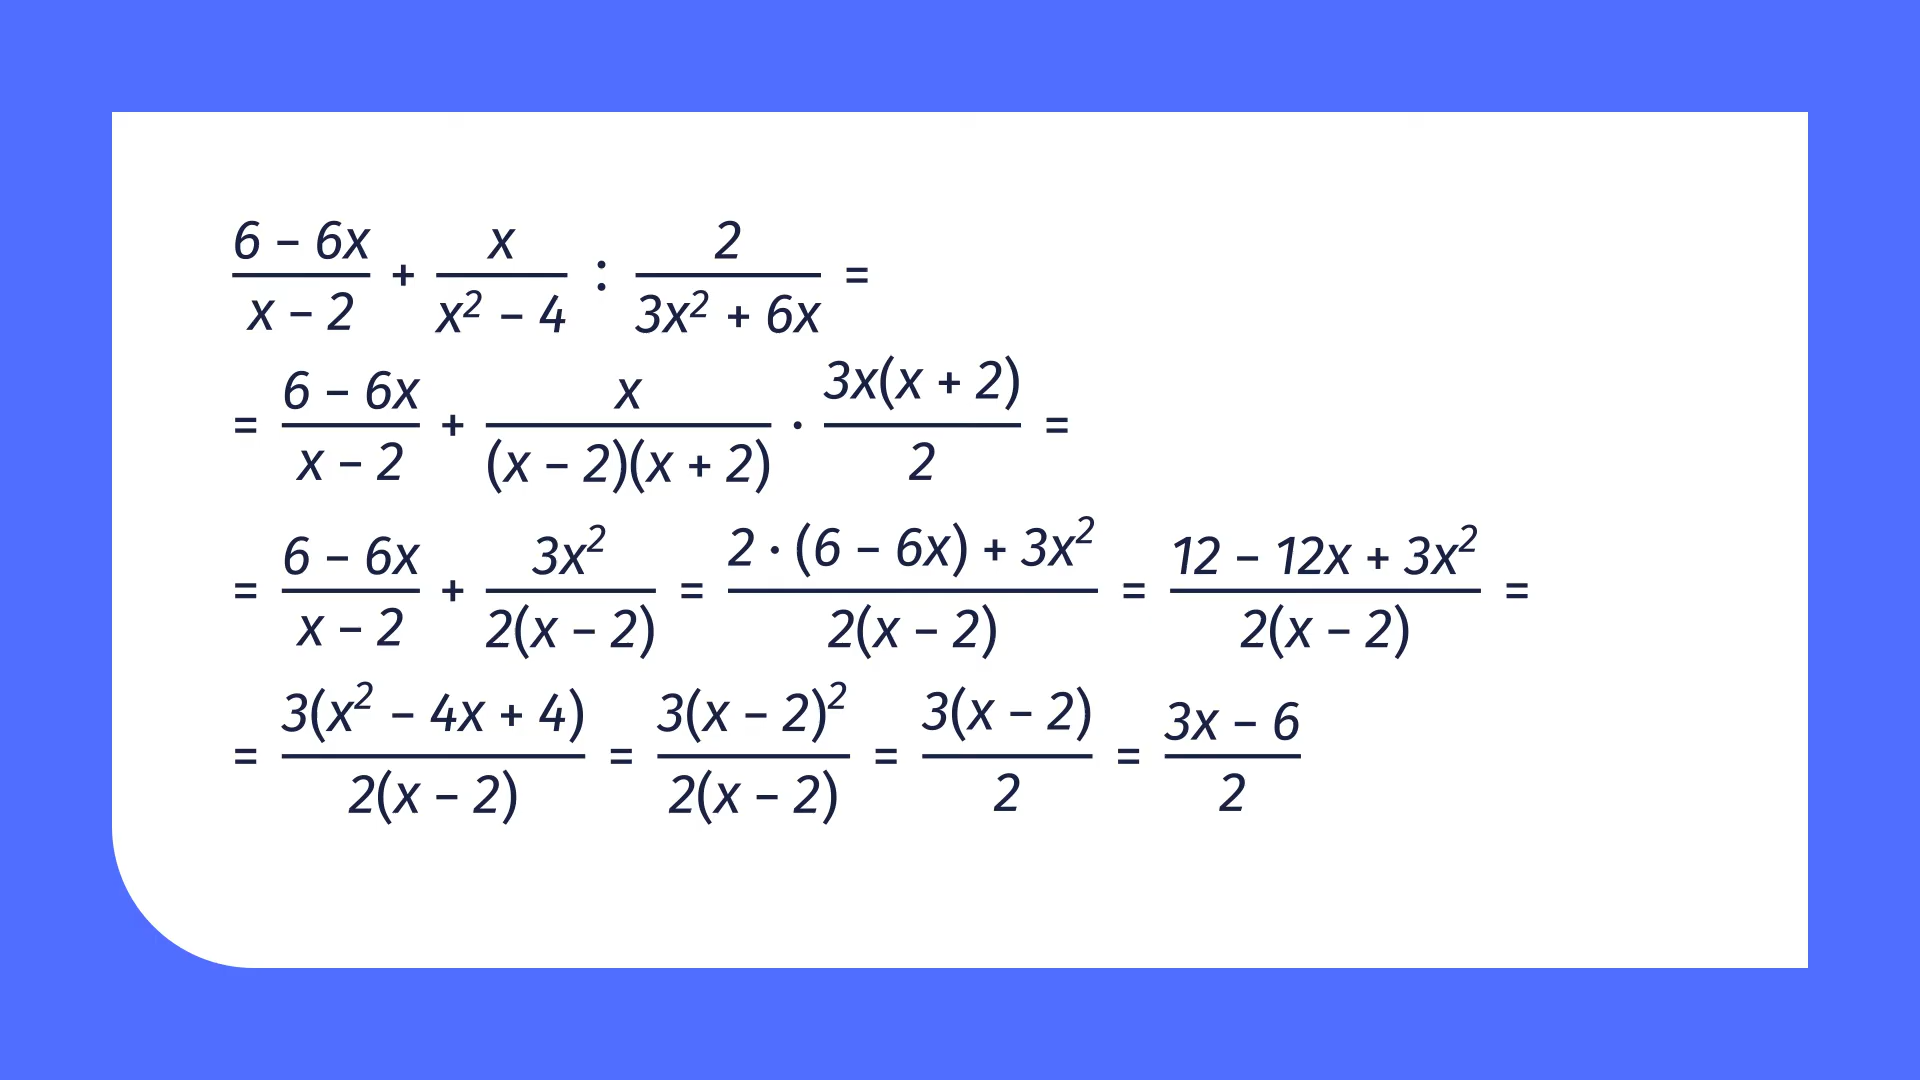 (6 – 6x)/(x – 2) + x/(x² – 4) : 2/(3x² + 6x) =
= (6 – 6x)/(x – 2) + x/((x – 2)(x + 2)) · 3x(x + 2)/2 =
= (6 – 6x)/(x – 2) + 3x²/(2(x – 2)) = (2 · (6 – 6x) + 3x²)/(2(x – 2)) = (12 – 12x + 3x²)/(2(x – 2)) =
= 3(x² – 4x + 4)/(2(x – 2)) = 3(x – 2)²/(2(x – 2)) = 3(x – 2)/2 = (3x – 6)/2